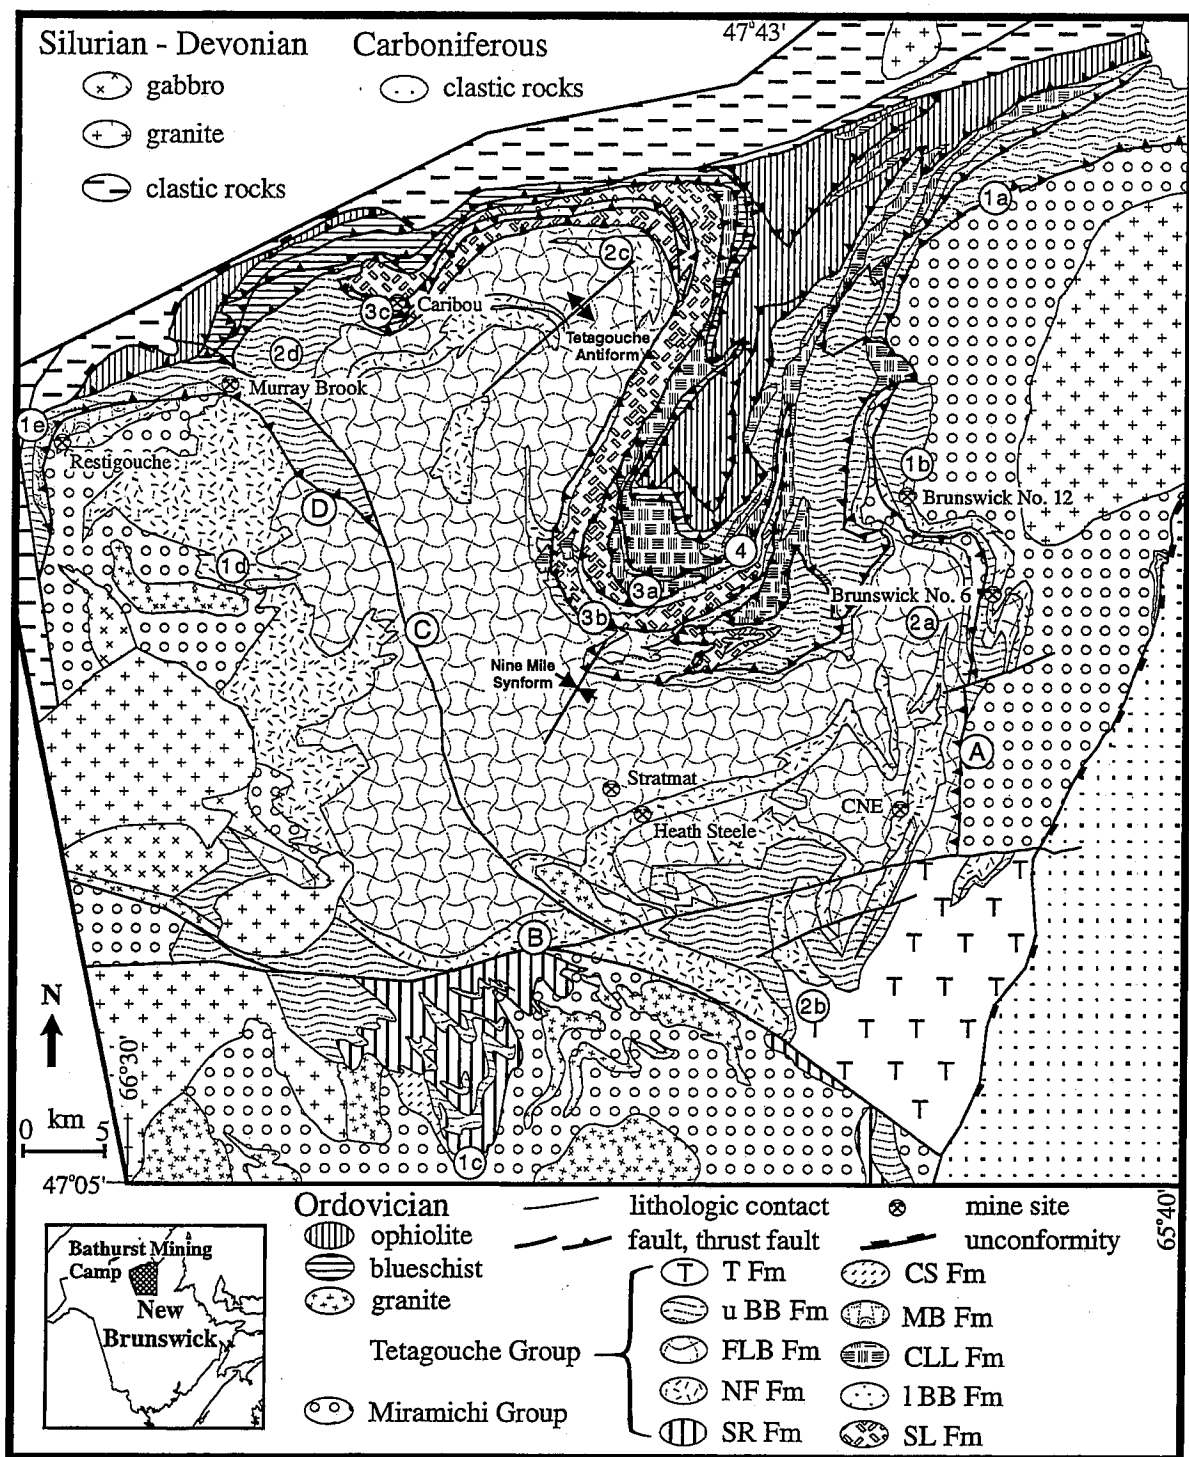 47°43'
Silurian - Devonian
Carboniferous
gabbro
clastic rocks
granite
clastic rocks
1a
2c
3c
Caribou
Tetagouche
Antiform
2d
Murray Brook
1e
Restigouche
1b
Brunswick No. 12
D
4
1d
3a
Brunswick No. 6
3b
2a
C
Nine Mile
Synform
A
Stratmat
CNE
Heath Steele
T
T T
T T T
B
T T T
2b
T T T T
T T T
T
N
66°30'
km
0 5
1c
47°05'
65°40'
Ordovician
ophiolite
blueschist
granite
lithologic contact
fault, thrust fault
mine site
unconformity
Bathurst Mining
Camp
New
Brunswick
Tetagouche Group
Miramichi Group
T T Fm
u BB Fm
FLB Fm
NF Fm
SR Fm
CS Fm
MB Fm
CLL Fm
l BB Fm
SL Fm